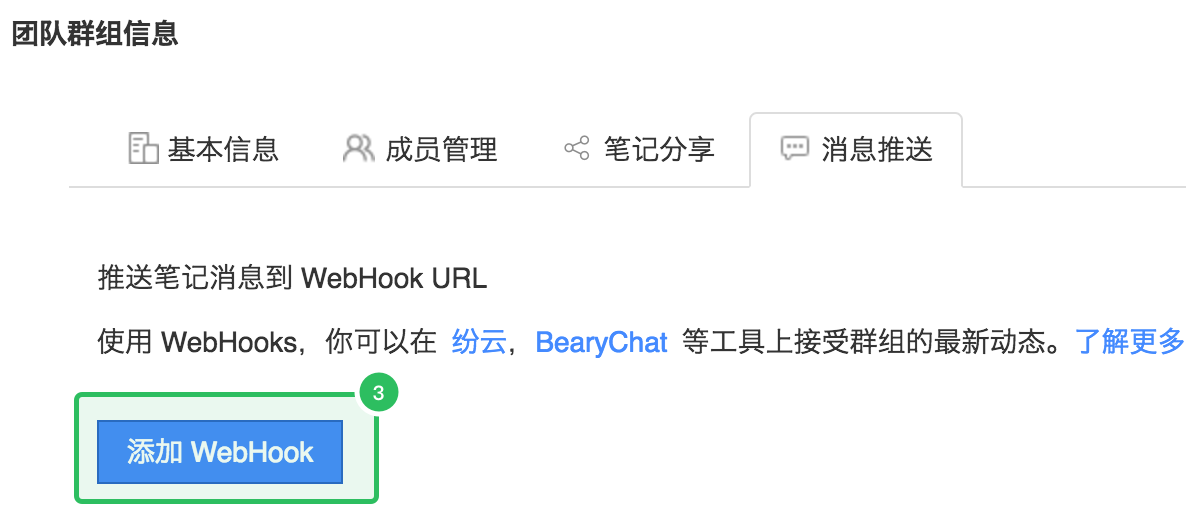 团队群组信息
基本信息 成员管理 笔记分享 消息推送
推送笔记消息到 WebHook URL
使用 WebHooks，你可以在 纷云，BearyChat 等工具上接受群组的最新动态。了解更多
3
添加 WebHook